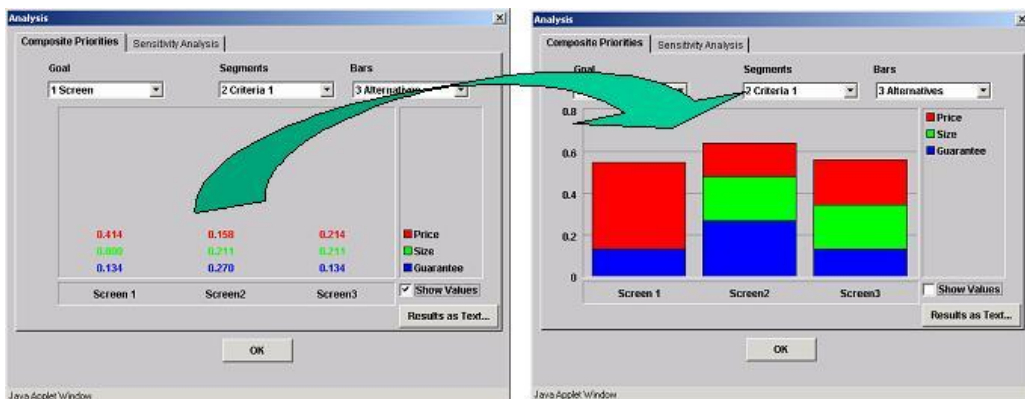 Analysis
Composite Priorities Sensitivity Analysis
Goal Segments Bars
1 Screen 2 Criteria 1 3 Alternatives
0.414 0.158 0.214 Price
0.000 0.211 0.211 Size
0.134 0.270 0.134 Guarantee
Screen 1 Screen2 Screen3 Show Values
Results as Text...
OK
Java Applet Window
Analysis
Composite Priorities Sensitivity Analysis
Goal Segments Bars
2 Criteria 1 3 Alternatives
0.8 Price
Size
0.6 Guarantee
0.4
0.2
0
Screen 1 Screen2 Screen3 Show Values
Results as Text...
OK
Java Applet Window